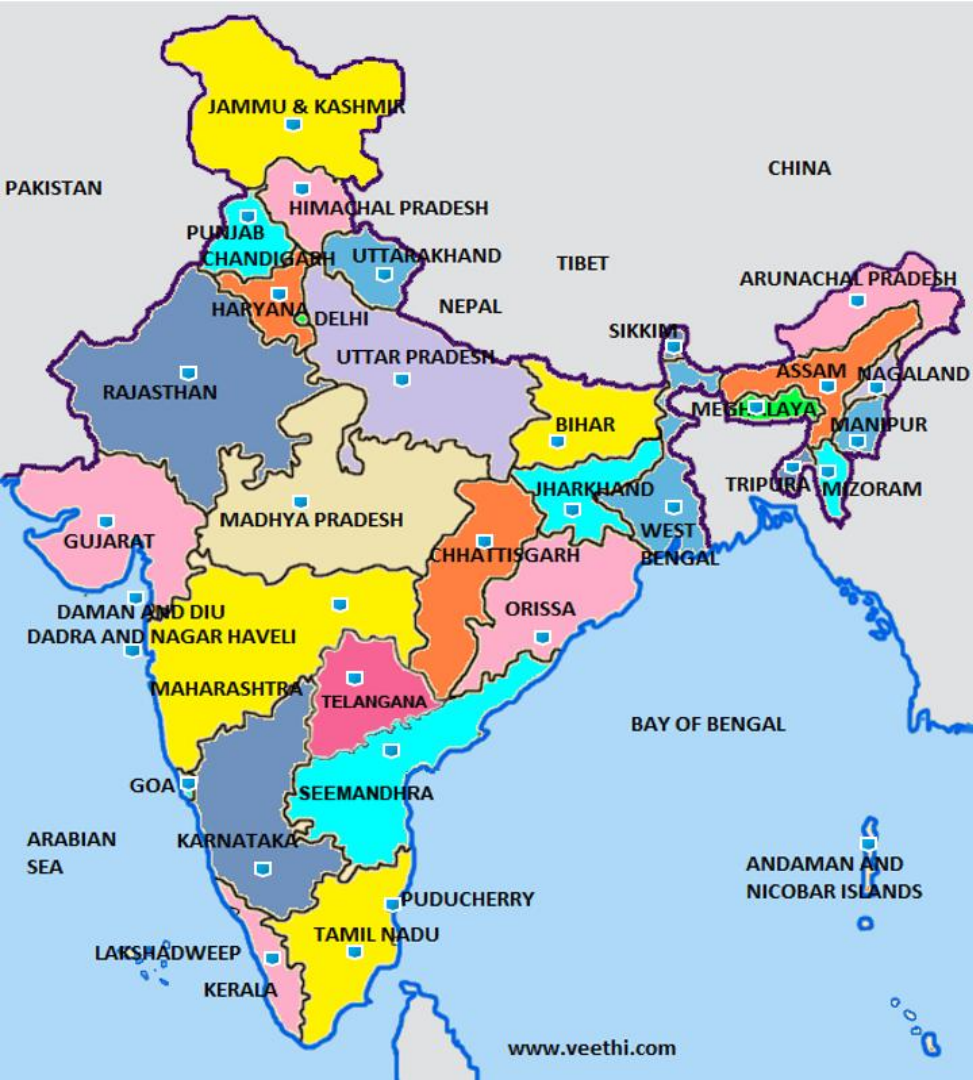 JAMMU & KASHMIR
CHINA
PAKISTAN
HIMACHAL PRADESH
PUNJAB
CHANDIGARH
UTTARAKHAND
TIBET
ARUNACHAL PRADESH
HARYANA
DELHI
NEPAL
SIKKIM
UTTAR PRADESH
ASSAM
NAGALAND
RAJASTHAN
MEGHALAYA
BIHAR
MANIPUR
JHARKHAND
TRIPURA
MIZORAM
MADHYA PRADESH
WEST
BENGAL
GUJARAT
CHHATTISGARH
ORISSA
DAMAN AND DIU
DADRA AND NAGAR HAVELI
MAHARASHTRA
TELANGANA
BAY OF BENGAL
GOA
SEEMANDHRA
ARABIAN
SEA
KARNATAKA
ANDAMAN AND
NICOBAR ISLANDS
PUDUCHERRY
TAMIL NADU
LAKSHADWEEP
KERALA
www.veethi.com